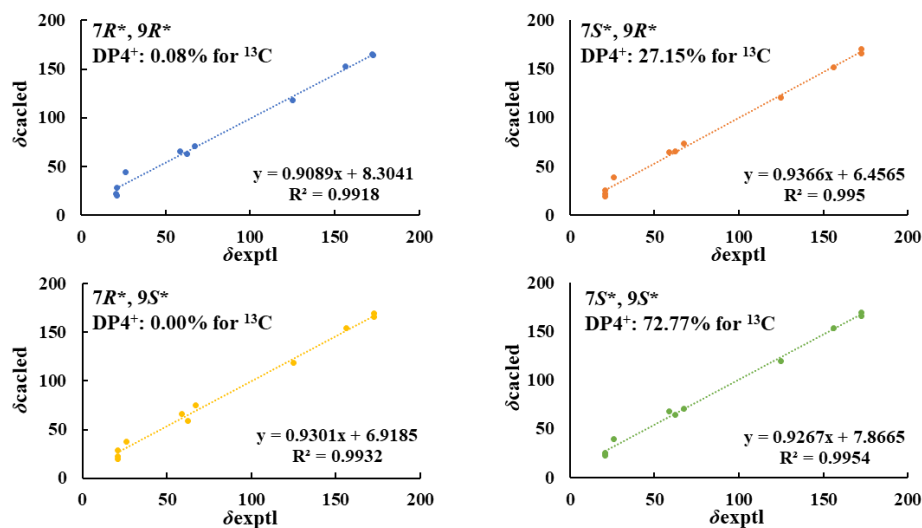 7R*, 9R*
DP4+: 0.08% for 13C
δcacled
200
150
100
50
0
y = 0.9089x + 8.3041
R² = 0.9918
0 50 100 150 200
δexptl
7S*, 9R*
DP4+: 27.15% for 13C
δcacled
200
150
100
50
0
y = 0.9366x + 6.4565
R² = 0.995
0 50 100 150 200
δexptl
7R*, 9S*
DP4+: 0.00% for 13C
δcacled
200
150
100
50
0
y = 0.9301x + 6.9185
R² = 0.9932
0 50 100 150 200
δexptl
7S*, 9S*
DP4+: 72.77% for 13C
δcacled
200
150
100
50
0
y = 0.9267x + 7.8665
R² = 0.9954
0 50 100 150 200
δexptl